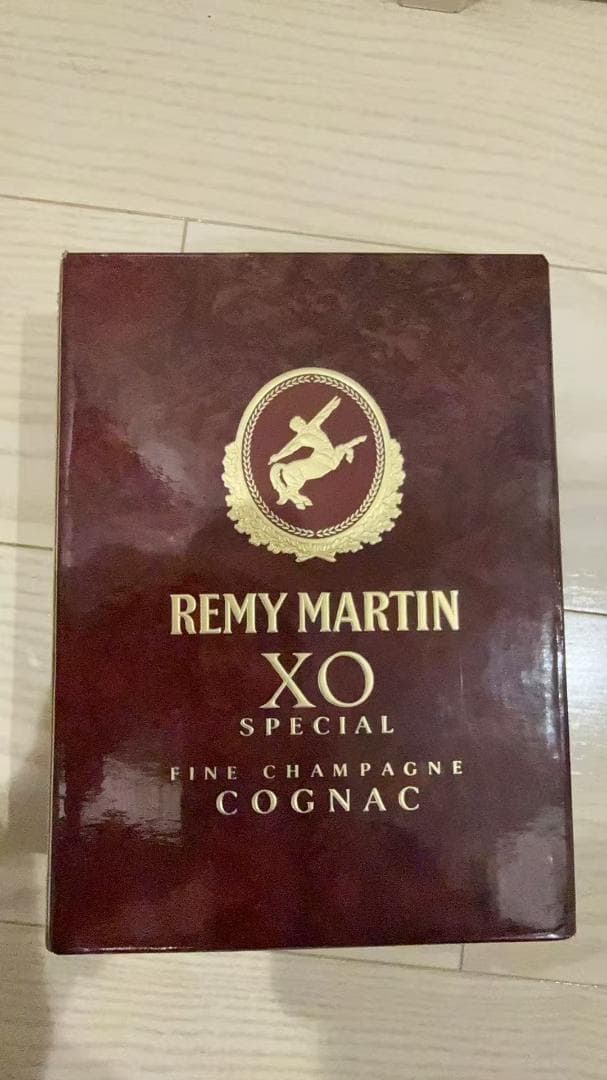 REMY MARTIN
XO
SPECIAL
FINE CHAMPAGNE
COGNAC